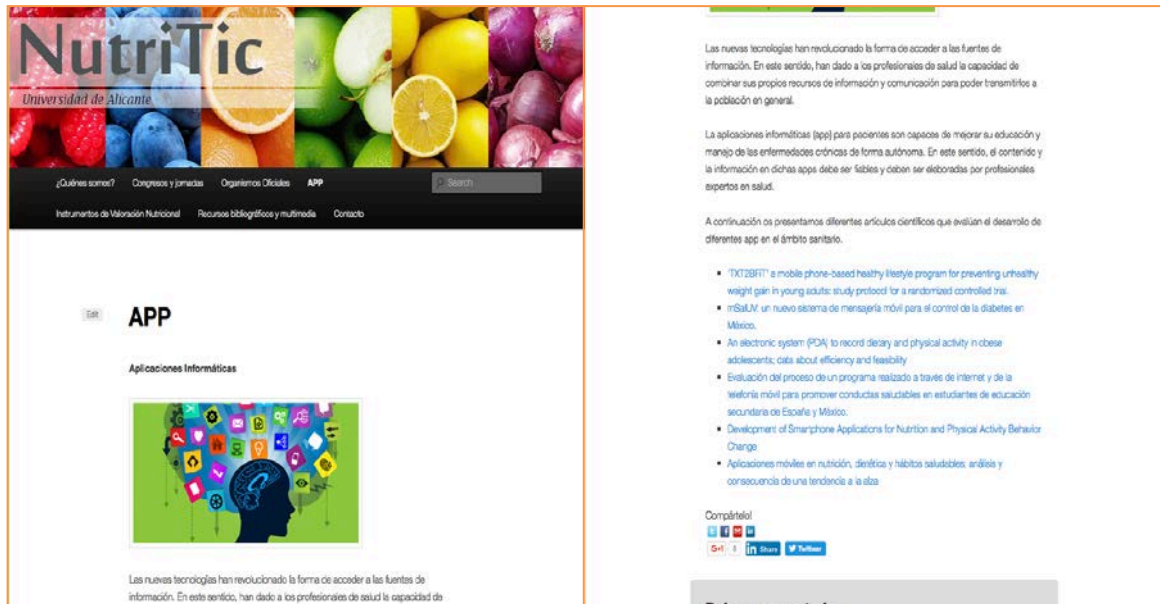 NutriTic
Universidad de Alicante
¿Quiénes somos? Congresos y jornadas Organismos Oficiales APP Search
Instrumentos de Valoración Nutricional Recursos bibliográficos y multimedia Contacto
Edit
APP
Aplicaciones Informáticas
Las nuevas tecnologías han revolucionado la forma de acceder a las fuentes de
información. En este sentido, han dado a los profesionales de salud la capacidad de
Las nuevas tecnologías han revolucionado la forma de acceder a las fuentes de
información. En este sentido, han dado a los profesionales de salud la capacidad de
combinar sus propios recursos de información y comunicación para poder transmitirlos a
la población en general.
La aplicaciones informáticas (app) para pacientes son capaces de mejorar su educación y
manejo de las enfermedades crónicas de forma autónoma. En este sentido, el contenido y
la información en dichas apps debe ser fiables y deben ser eleboradas por profesionales
expertos en salud.
A continuación os presentamos diferentes artículos científicos que evalúan el desarrollo de
diferentes app en el ámbito sanitario.
'TXT2BFiT' a mobile phone-based healthy lifestyle program for preventing unhealthy
weight gain in young adults: study protocol for a randomized controlled trial.
mSalUV: un nuevo sistema de mensajería móvil para el control de la diabetes en
México.
An electronic system (PDA) to record dietary and physical activity in obese
adolescents; data about efficiency and feasibility
Evaluación del proceso de un programa realizado a través de internet y de la
telefonía móvil para promover conductas saludables en estudiantes de educación
secundaria de España y México.
Development of Smartphone Applications for Nutrition and Physical Activity Behavior
Change
Aplicaciones móviles en nutrición, dietética y hábitos saludables; análisis y
consecuencia de una tendencia a la alza
Compártelo!
G+1 in Share Twittear